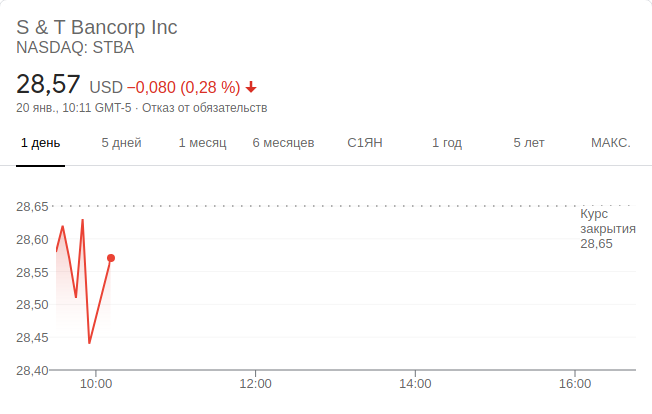 S & T Bancorp Inc
NASDAQ: STBA
28,57 USD −0,080 (0,28 %)
20 янв., 10:11 GMT-5 · Отказ от обязательств
1 день 5 дней 1 месяц 6 месяцев С1ЯН 1 год 5 лет МАКС.
28,65
Курс
закрытия
28,65
28,60
28,55
28,50
28,45
28,40
10:00 12:00 14:00 16:00